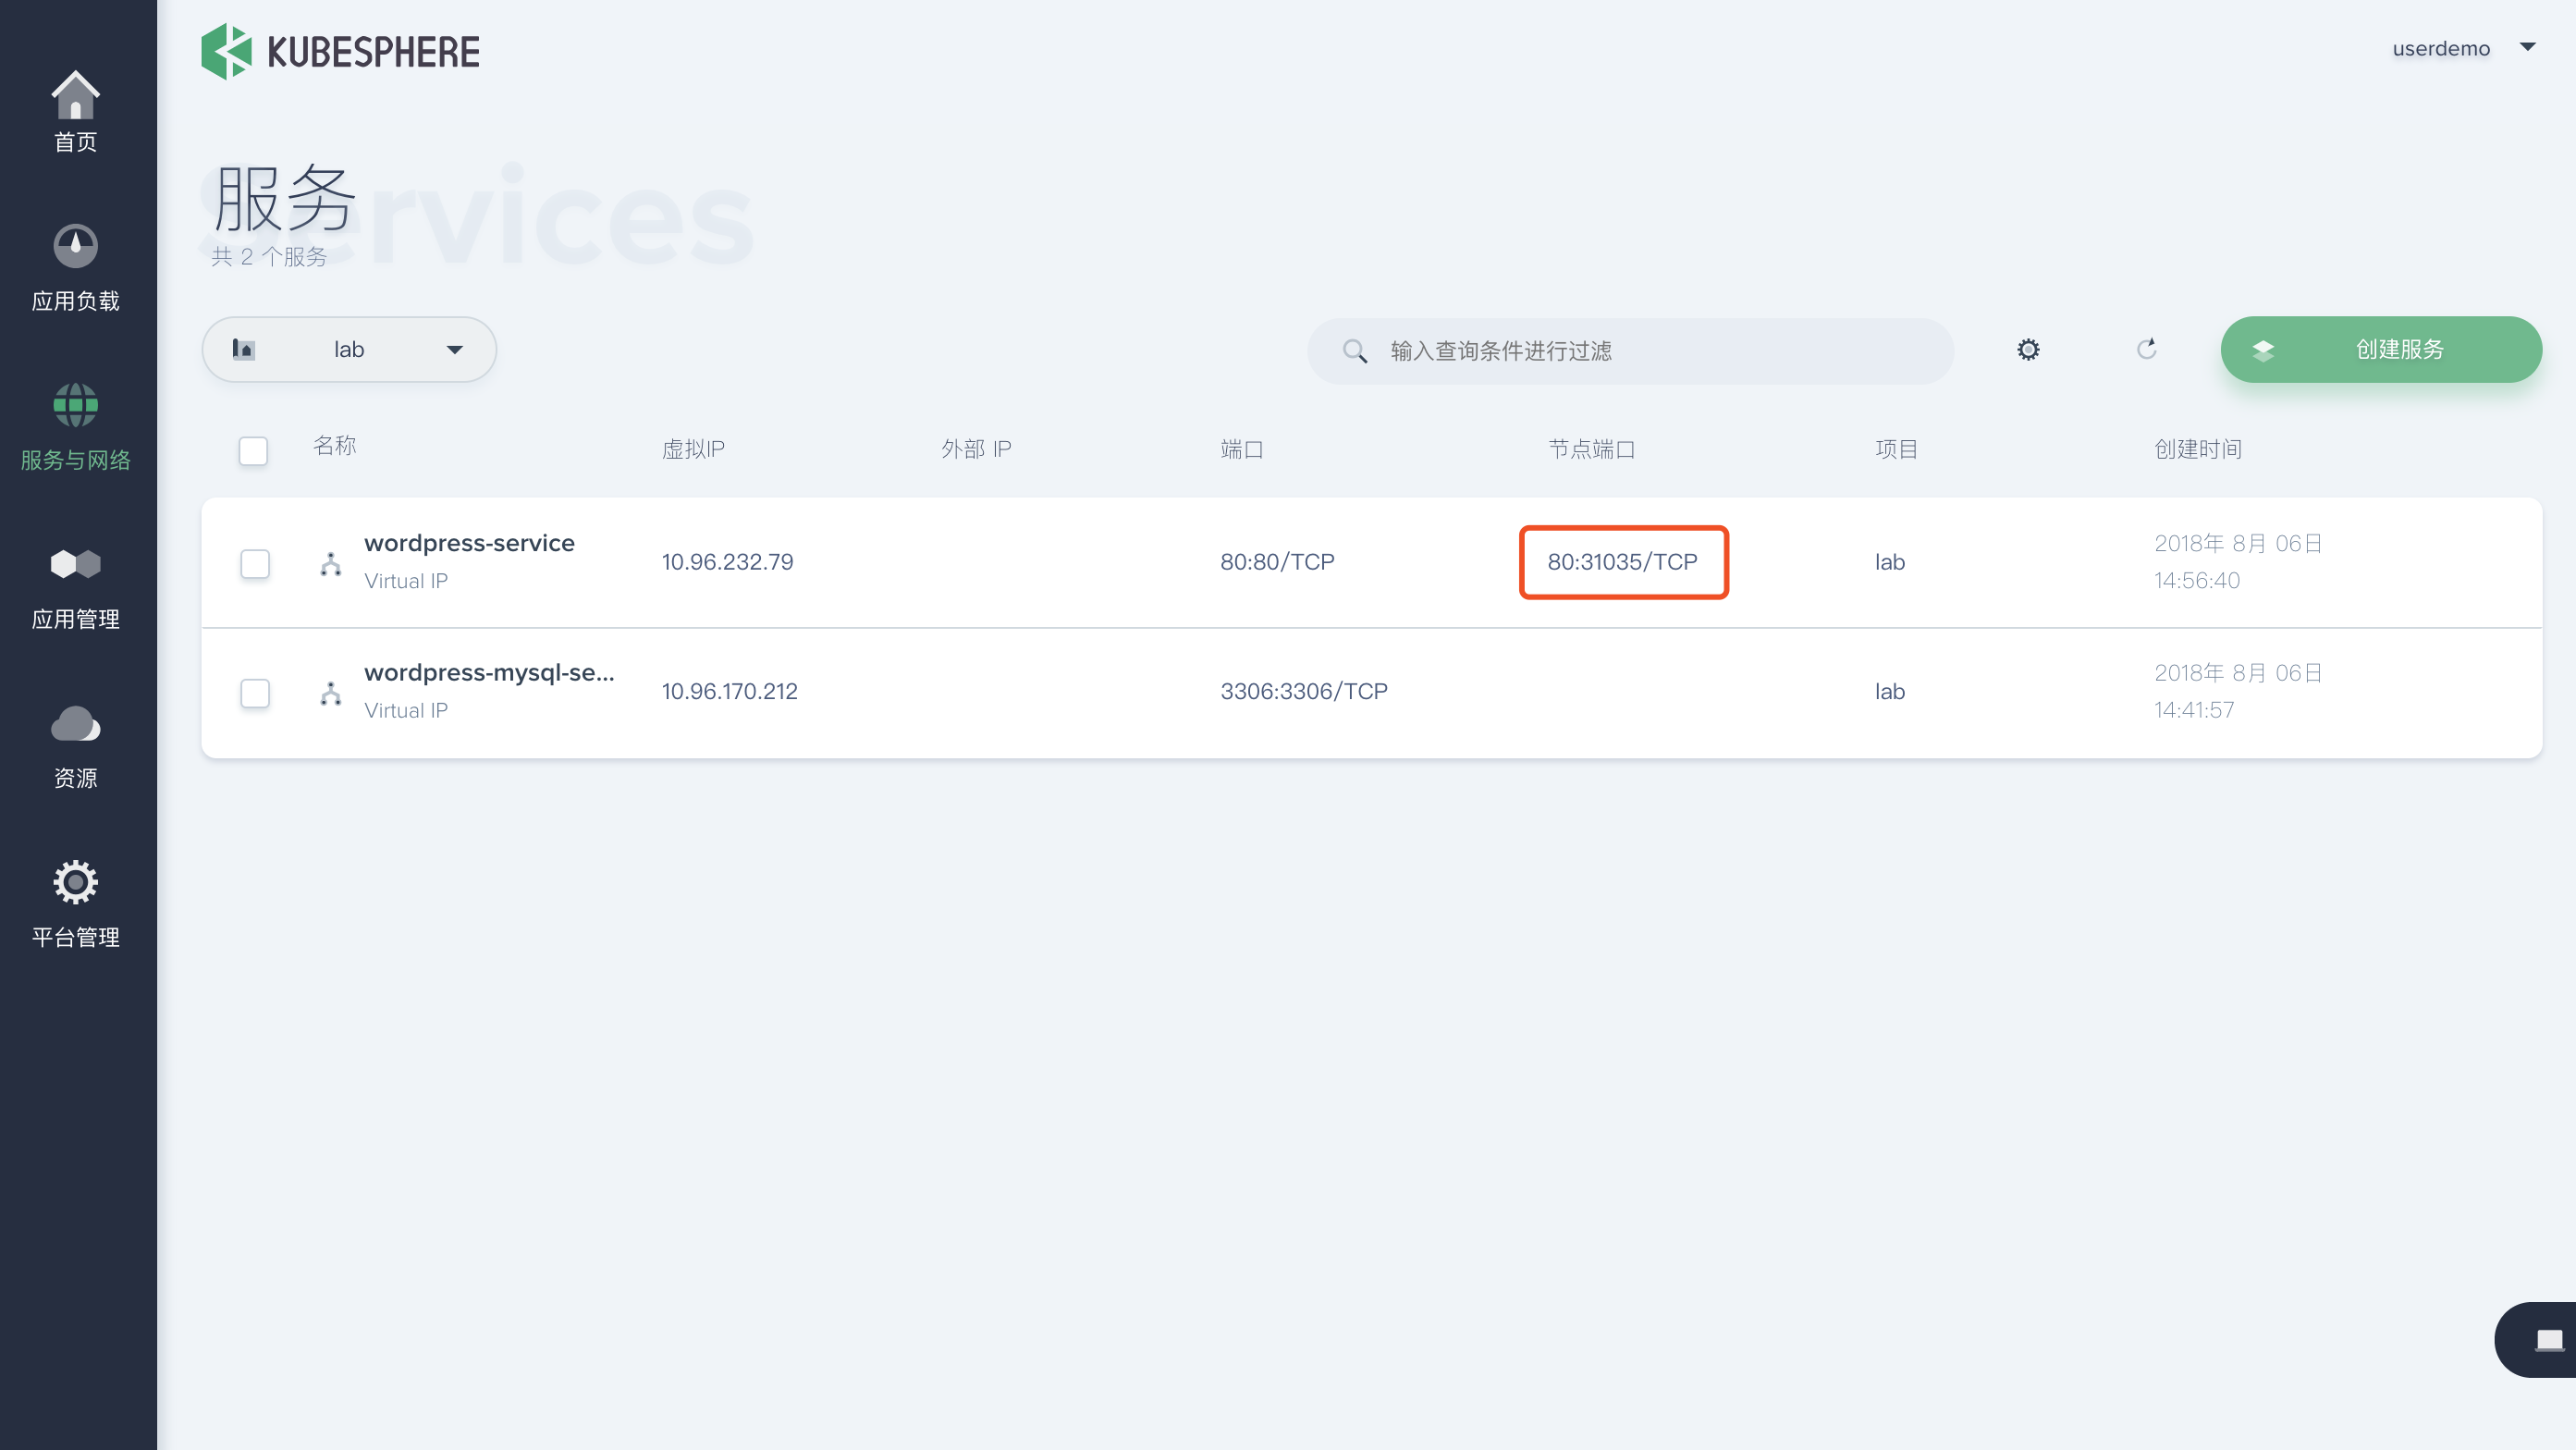 KUBESPHERE
userdemo
首页
应用负载
服务与网络
应用管理
资源
平台管理
Services
服务
共 2 个服务
lab
输入查询条件进行过滤
创建服务
名称 虚拟IP 外部 IP 端口 节点端口 项目 创建时间
wordpress-service
Virtual IP
10.96.232.79
80:80/TCP
80:31035/TCP
lab
2018年 8月 06日
14:56:40
wordpress-mysql-se...
Virtual IP
10.96.170.212
3306:3306/TCP
lab
2018年 8月 06日
14:41:57